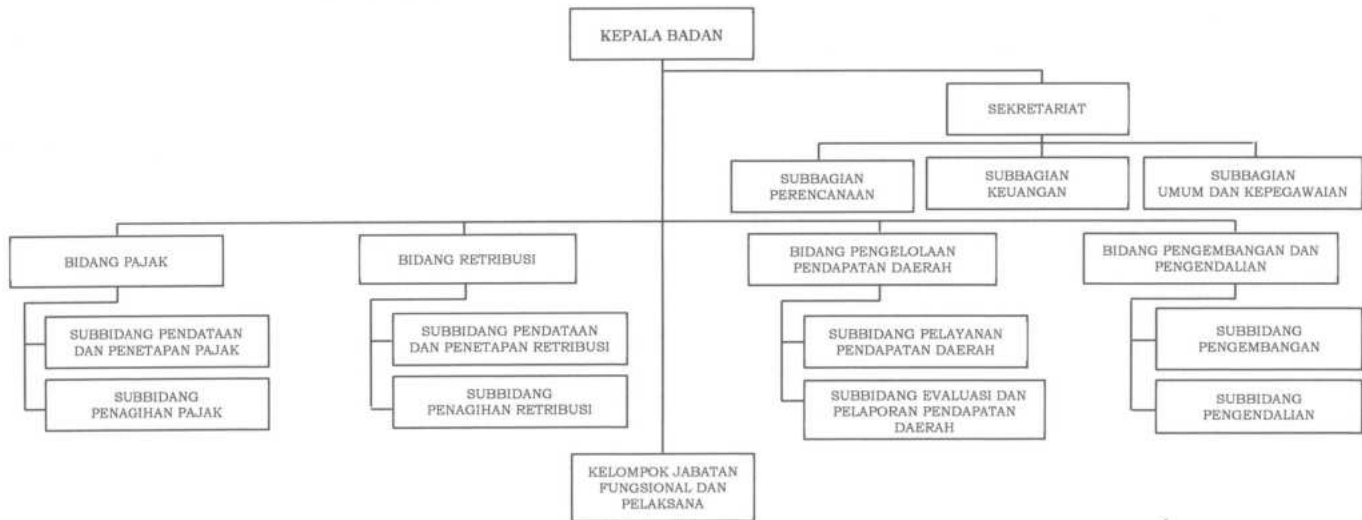 KEPALA BADAN
SEKRETARIAT
SUBBAGIAN
PERENCANAAN
SUBBAGIAN
KEUANGAN
SUBBAGIAN
UMUM DAN KEPEGAWAIAN
BIDANG PAJAK
BIDANG RETRIBUSI
BIDANG PENGELOLAAN
PENDAPATAN DAERAH
BIDANG PENGEMBANGAN DAN
PENGENDALIAN
SUBBIDANG PENDATAAN
DAN PENETAPAN PAJAK
SUBBIDANG
PENAGIHAN PAJAK
SUBBIDANG PENDATAAN
DAN PENETAPAN RETRIBUSI
SUBBIDANG
PENAGIHAN RETRIBUSI
SUBBIDANG PELAYANAN
PENDAPATAN DAERAH
SUBBIDANG EVALUASI DAN
PELAPORAN PENDAPATAN
DAERAH
SUBBIDANG
PENGEMBANGAN
SUBBIDANG
PENGENDALIAN
KELOMPOK JABATAN
FUNGSIONAL DAN
PELAKSANA